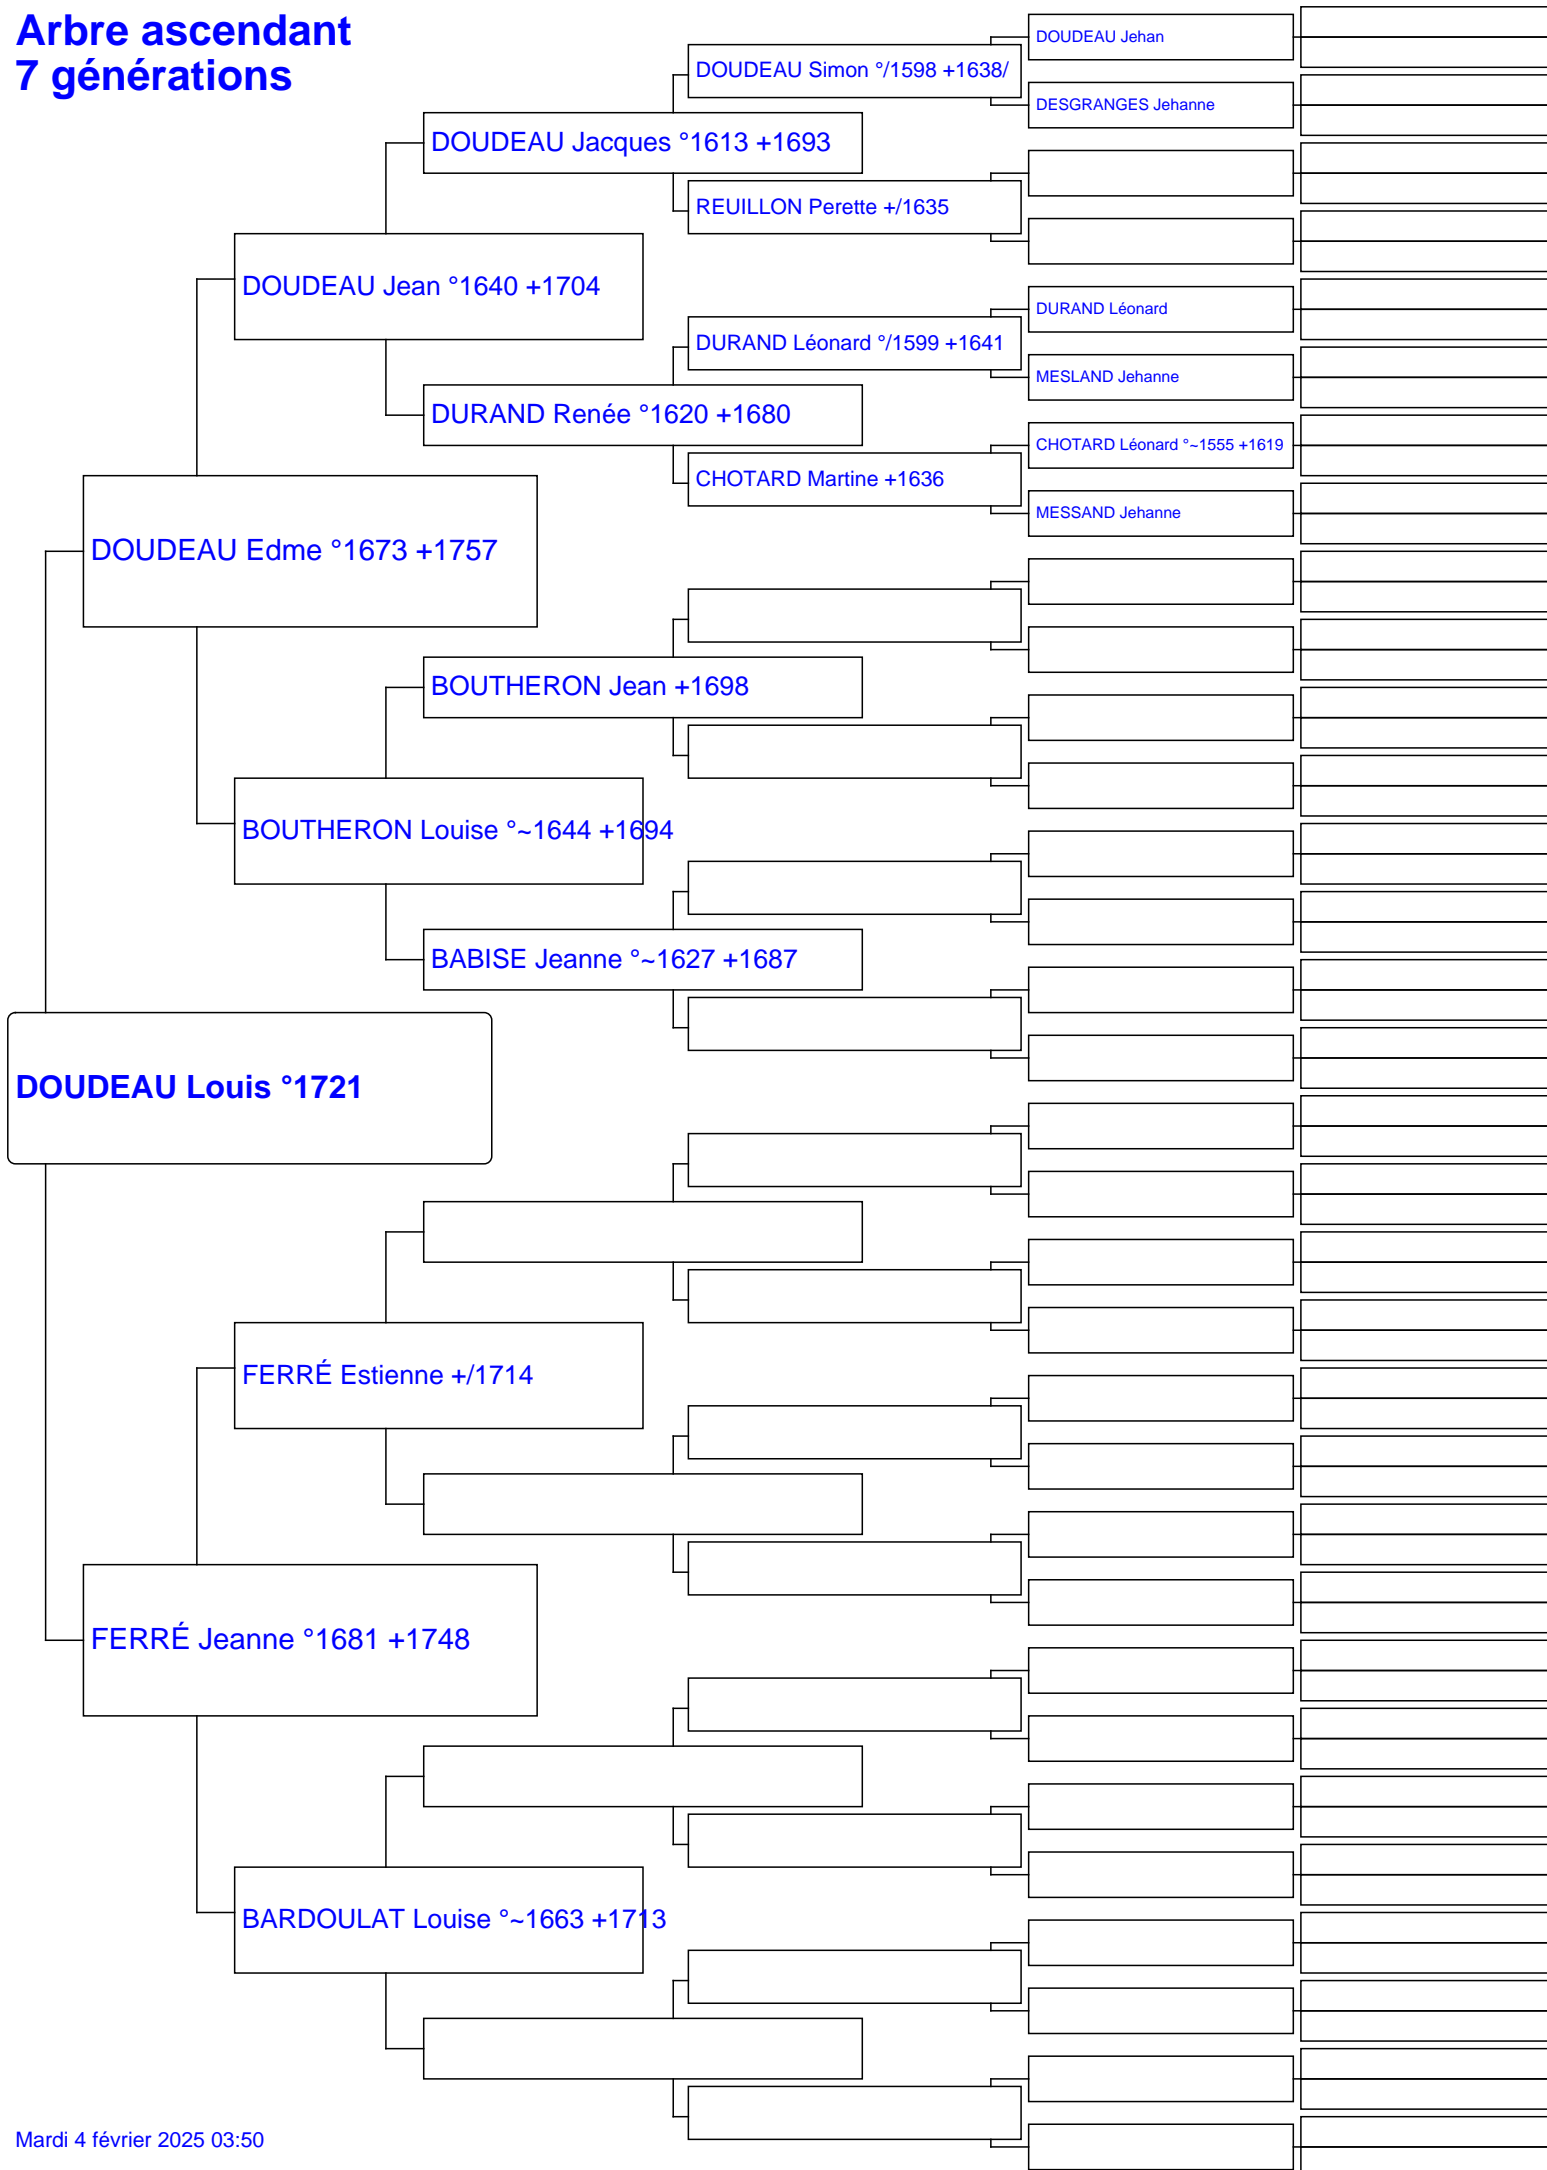 Arbre ascendant
7 générations
DOUDEAU Jehan
DOUDEAU Simon °/1598 +1638/
DESGRANGES Jehanne
DOUDEAU Jacques °1613 +1693
REUILLON Perette +/1635
DOUDEAU Jean °1640 +1704
DURAND Léonard
DURAND Léonard °/1599 +1641
MESLAND Jehanne
DURAND Renée °1620 +1680
CHOTARD Léonard °~1555 +1619
CHOTARD Martine +1636
MESSAND Jehanne
DOUDEAU Edme °1673 +1757
BOUTHERON Jean +1698
BOUTHERON Louise °~1644 +1694
BABISE Jeanne °~1627 +1687
DOUDEAU Louis °1721
FERRÉ Estienne +/1714
FERRÉ Jeanne °1681 +1748
BARDOULAT Louise °~1663 +1713
Mardi 4 février 2025 03:50